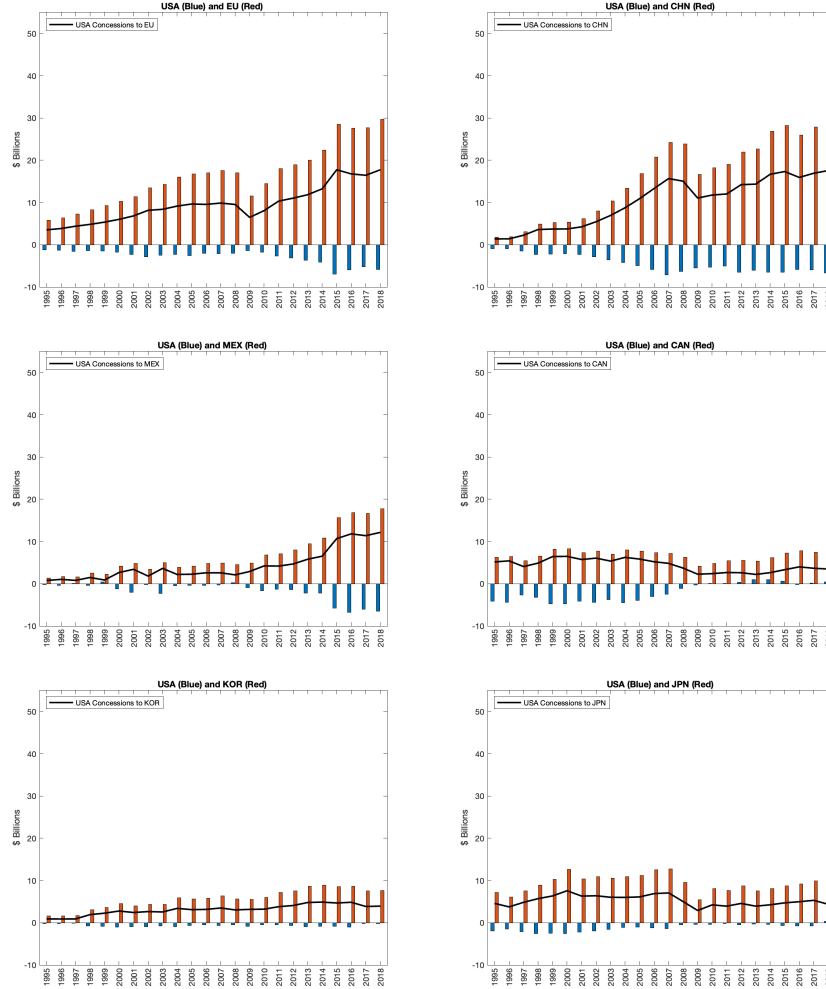 USA (Blue) and EU (Red)
USA Concessions to EU
$ Billions
50
40
30
20
10
0
-10
1995 1996 1997 1998 1999 2000 2001 2002 2003 2004 2005 2006 2007 2008 2009 2010 2011 2012 2013 2014 2015 2016 2017 2018
USA (Blue) and CHN (Red)
USA Concessions to CHN
$ Billions
50
40
30
20
10
0
-10
1995 1996 1997 1998 1999 2000 2001 2002 2003 2004 2005 2006 2007 2008 2009 2010 2011 2012 2013 2014 2015 2016 2017
USA (Blue) and MEX (Red)
USA Concessions to MEX
$ Billions
50
40
30
20
10
0
-10
1995 1996 1997 1998 1999 2000 2001 2002 2003 2004 2005 2006 2007 2008 2009 2010 2011 2012 2013 2014 2015 2016 2017 2018
USA (Blue) and CAN (Red)
USA Concessions to CAN
$ Billions
50
40
30
20
10
0
-10
1995 1996 1997 1998 1999 2000 2001 2002 2003 2004 2005 2006 2007 2008 2009 2010 2011 2012 2013 2014 2015 2016 2017
USA (Blue) and KOR (Red)
USA Concessions to KOR
$ Billions
50
40
30
20
10
0
-10
1995 1996 1997 1998 1999 2000 2001 2002 2003 2004 2005 2006 2007 2008 2009 2010 2011 2012 2013 2014 2015 2016 2017 2018
USA (Blue) and JPN (Red)
USA Concessions to JPN
$ Billions
50
40
30
20
10
0
-10
1995 1996 1997 1998 1999 2000 2001 2002 2003 2004 2005 2006 2007 2008 2009 2010 2011 2012 2013 2014 2015 2016 2017